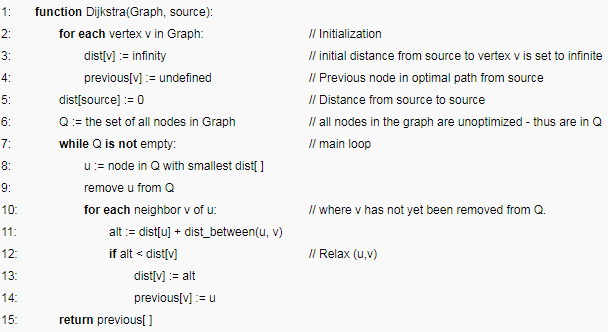 1: function Dijkstra(Graph, source):
2: for each vertex v in Graph: // Initialization
3: dist[v] := infinity // initial distance from source to vertex v is set to infinite
4: previous[v] := undefined // Previous node in optimal path from source
5: dist[source] := 0 // Distance from source to source
6: Q := the set of all nodes in Graph // all nodes in the graph are unoptimized - thus are in Q
7: while Q is not empty: // main loop
8: u := node in Q with smallest dist[ ]
9: remove u from Q
10: for each neighbor v of u: // where v has not yet been removed from Q.
11: alt := dist[u] + dist_between(u, v)
12: if alt < dist[v] // Relax (u,v)
13: dist[v] := alt
14: previous[v] := u
15: return previous[ ]